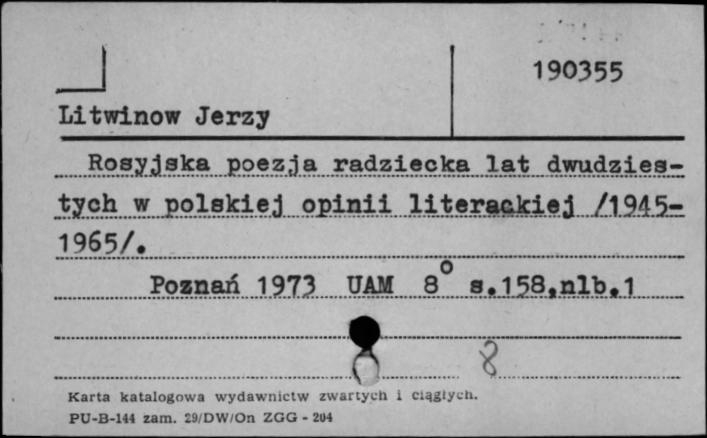 190355
Litwinow Jerzy
Rosyjska poezja radziecka lat dwudzies-
tych w polskiej opinii literackiej /1945-
1965/.
Poznań 1973 UAM 8° s.158,nlb.1
8
Karta katalogowa wydawnictw zwartych i ciągłych.
PU-B-144 zam. 29/DW/On ZGG - 204